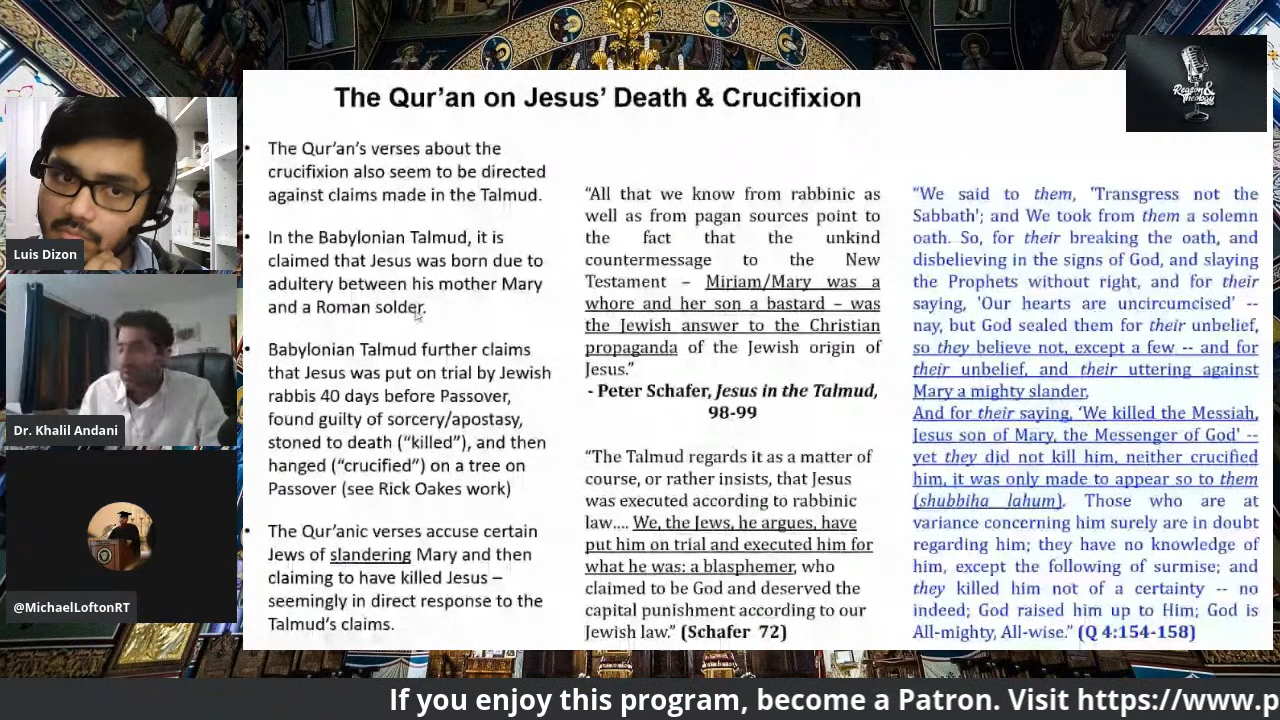 The Qur'an on Jesus' Death & Crucifixion
Reason&
Theology
Luis Dizon
Dr. Khalil Andani
@MichaelLoftonRT
• The Qur'an's verses about the
crucifixion also seem to be directed
against claims made in the Talmud.
• In the Babylonian Talmud, it is
claimed that Jesus was born due to
adultery between his mother Mary
and a Roman solder.
• Babylonian Talmud further claims
that Jesus was put on trial by Jewish
rabbis 40 days before Passover,
found guilty of sorcery/apostasy,
stoned to death ("killed"), and then
hanged ("crucified") on a tree on
Passover (see Rick Oakes work)
• The Qur'anic verses accuse certain
Jews of slandering Mary and then
claiming to have killed Jesus –
seemingly in direct response to the
Talmud's claims.
"All that we know from rabbinic as
well as from pagan sources point to
the fact that the unkind
countermessage to the New
Testament – Miriam/Mary was a
whore and her son a bastard – was
the Jewish answer to the Christian
propaganda of the Jewish origin of
Jesus."
- Peter Schafer, Jesus in the Talmud,
98-99
"The Talmud regards it as a matter of
course, or rather insists, that Jesus
was executed according to rabbinic
law.... We, the Jews, he argues, have
put him on trial and executed him for
what he was: a blasphemer, who
claimed to be God and deserved the
capital punishment according to our
Jewish law." (Schafer 72)
"We said to them, 'Transgress not the
Sabbath'; and We took from them a solemn
oath. So, for their breaking the oath, and
disbelieving in the signs of God, and slaying
the Prophets without right, and for their
saying, 'Our hearts are uncircumcised' --
nay, but God sealed them for their unbelief,
so they believe not, except a few -- and for
their unbelief, and their uttering against
Mary a mighty slander,
And for their saying, 'We killed the Messiah,
Jesus son of Mary, the Messenger of God' --
yet they did not kill him, neither crucified
him, it was only made to appear so to them
(shubbiha lahum). Those who are at
variance concerning him surely are in doubt
regarding him; they have no knowledge of
him, except the following of surmise; and
they killed him not of a certainty -- no
indeed; God raised him up to Him; God is
All-mighty, All-wise." (Q 4:154-158)
If you enjoy this program, become a Patron. Visit https://www.p